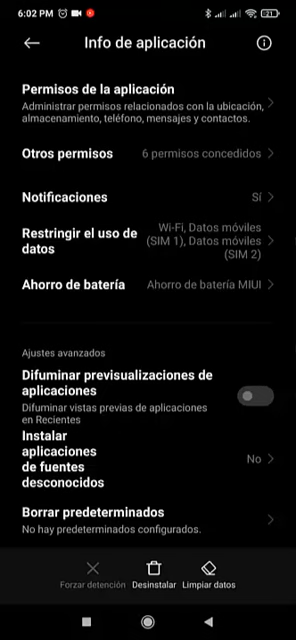 6:02 PM
21
Info de aplicación
Permisos de la aplicación
Administrar permisos relacionados con la ubicación,
almacenamiento, teléfono, mensajes y contactos.
Otros permisos
6 permisos concedidos
Notificaciones
Sí
Restringir el uso de
datos
Wi-Fi, Datos móviles
(SIM 1), Datos móviles
(SIM 2)
Ahorro de batería
Ahorro de batería MIUI
Ajustes avanzados
Difuminar previsualizaciones de
aplicaciones
Difuminar vistas previas de aplicaciones
en Recientes
Instalar
aplicaciones
de fuentes
desconocidos
No
Borrar predeterminados
No hay predeterminados configurados.
Forzar detención
Desinstalar
Limpiar datos